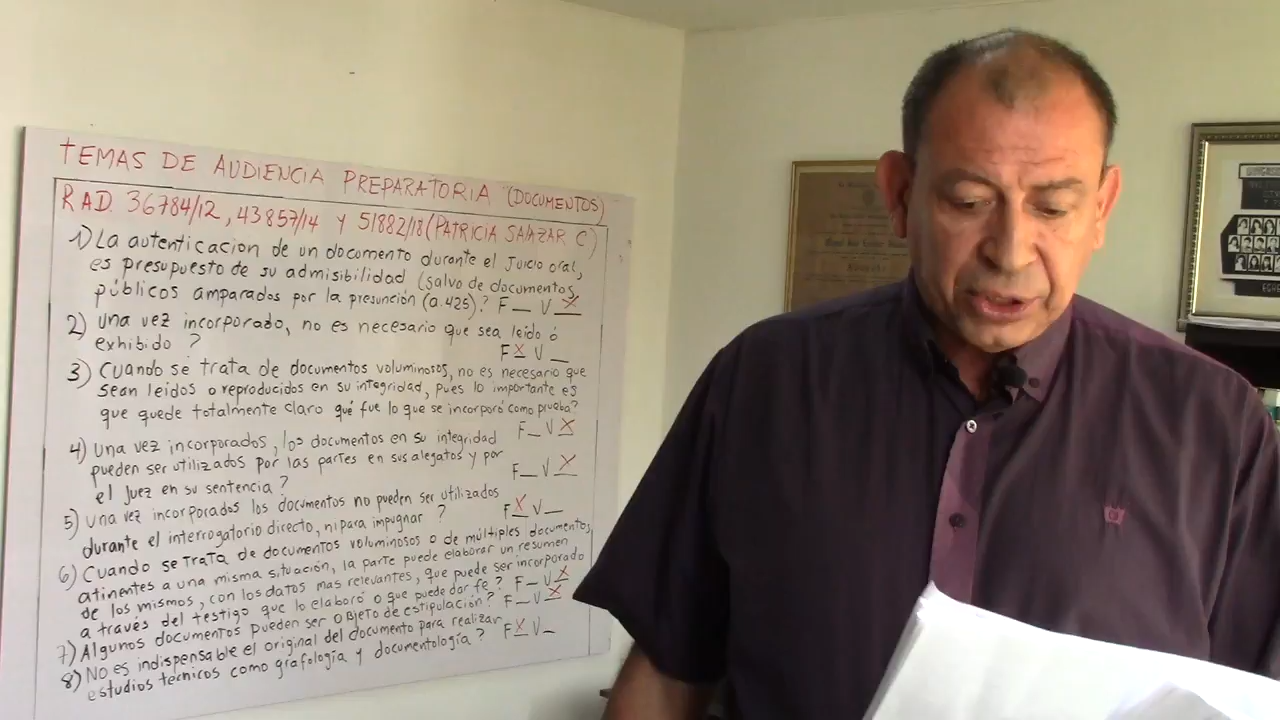 TEMAS DE AUDIENCIA PREPARATORIA (DOCUMENTOS)
RAD. 36784/12, 43857/14 Y 51882/18 (PATRICIA SALAZAR C)
1) La autenticacion de un documento durante el Juicio oral,
es presupuesto de su admisibilidad (salvo de documentos
públicos amparados por la presunción (a.425)? F__ V X
2) Una vez incorporado, no es necesario que sea leido ó
exhibido? F X V __
3) Cuando se trata de documentos voluminosos, no es necesario que
sean leidos o reproducidos en su integridad, pues lo importante es
que quede totalmente claro qué fue lo que se incorporó como prueba?
F__ V X
4) Una vez incorporados, los documentos en su integridad
pueden ser utilizados por las partes en sus alegatos y por
el Juez en su sentencia? F__ V X
5) Una vez incorporados los documentos no pueden ser utilizados
durante el interrogatorio directo, ni para impugnar? F X V __
6) Cuando se trata de documentos voluminosos o de múltiples documentos,
atinentes a una misma situación, la parte puede elaborar un resumen
de los mismos, con los datos mas relevantes, que puede ser incorporado
a través del testigo que lo elaboró o que puede dar fe? F__ V X
7) Algunos documentos pueden ser objeto de estipulación? F__ V X
8) No es indispensable el original del documento para realizar
estudios técnicos como grafología y documentología? F X V __